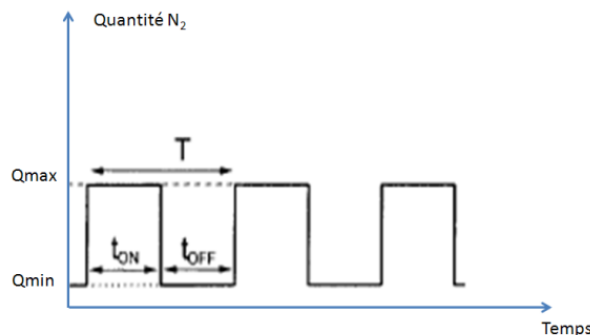 Quantité N₂
T
Qmax
tON tOFF
Qmin
Temps